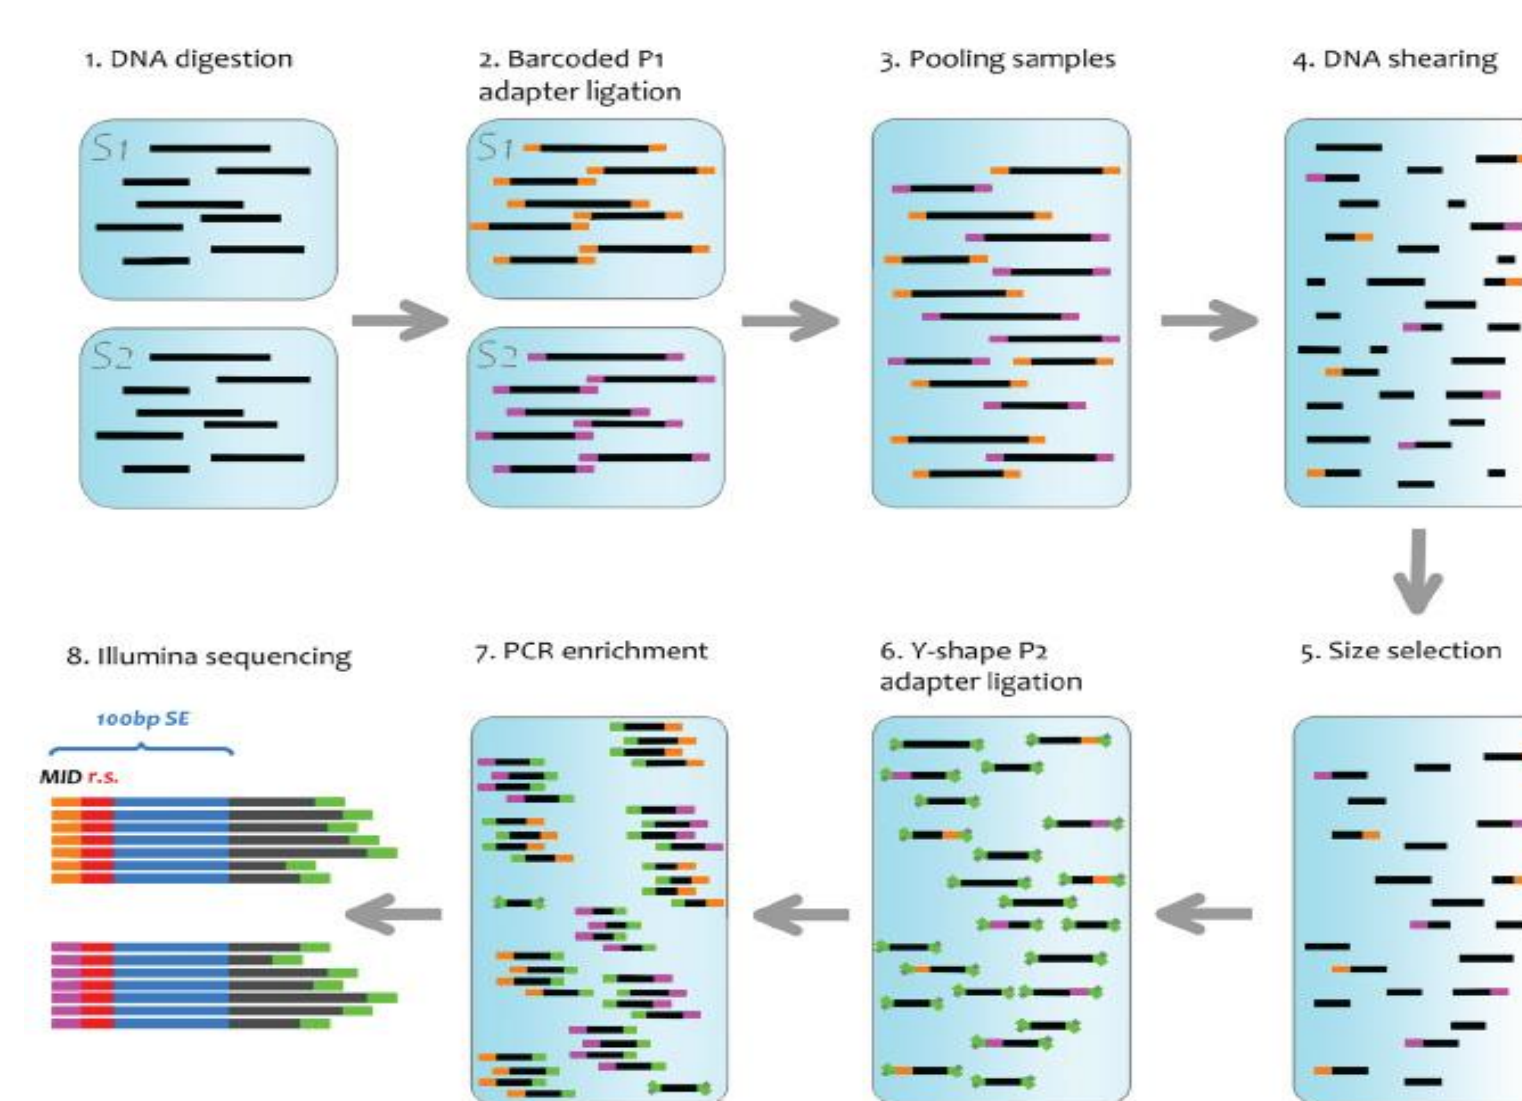 1. DNA digestion
2. Barcoded P1
adapter ligation
3. Pooling samples
4. DNA shearing
S1
S1
S2
S2
8. Illumina sequencing
7. PCR enrichment
6. Y-shape P2
adapter ligation
5. Size selection
100bp SE
MID r.s.